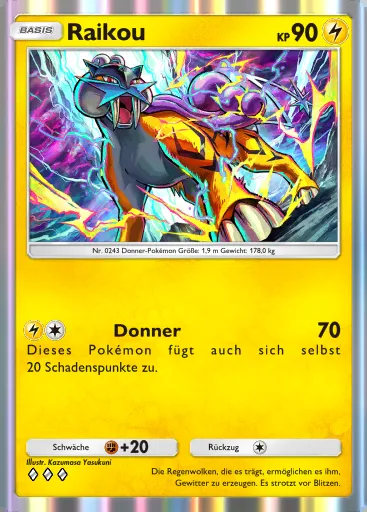 BASIS Raikou KP 90
Nr. 0243 Donner-Pokémon Größe: 1,9 m Gewicht: 178,0 kg
Donner 70
Dieses Pokémon fügt auch sich selbst
20 Schadenspunkte zu.
Schwäche +20 Rückzug
Illustr. Kazumasa Yasukuni
Die Regenwolken, die es trägt, ermöglichen es ihm,
Gewitter zu erzeugen. Es strotzt vor Blitzen.